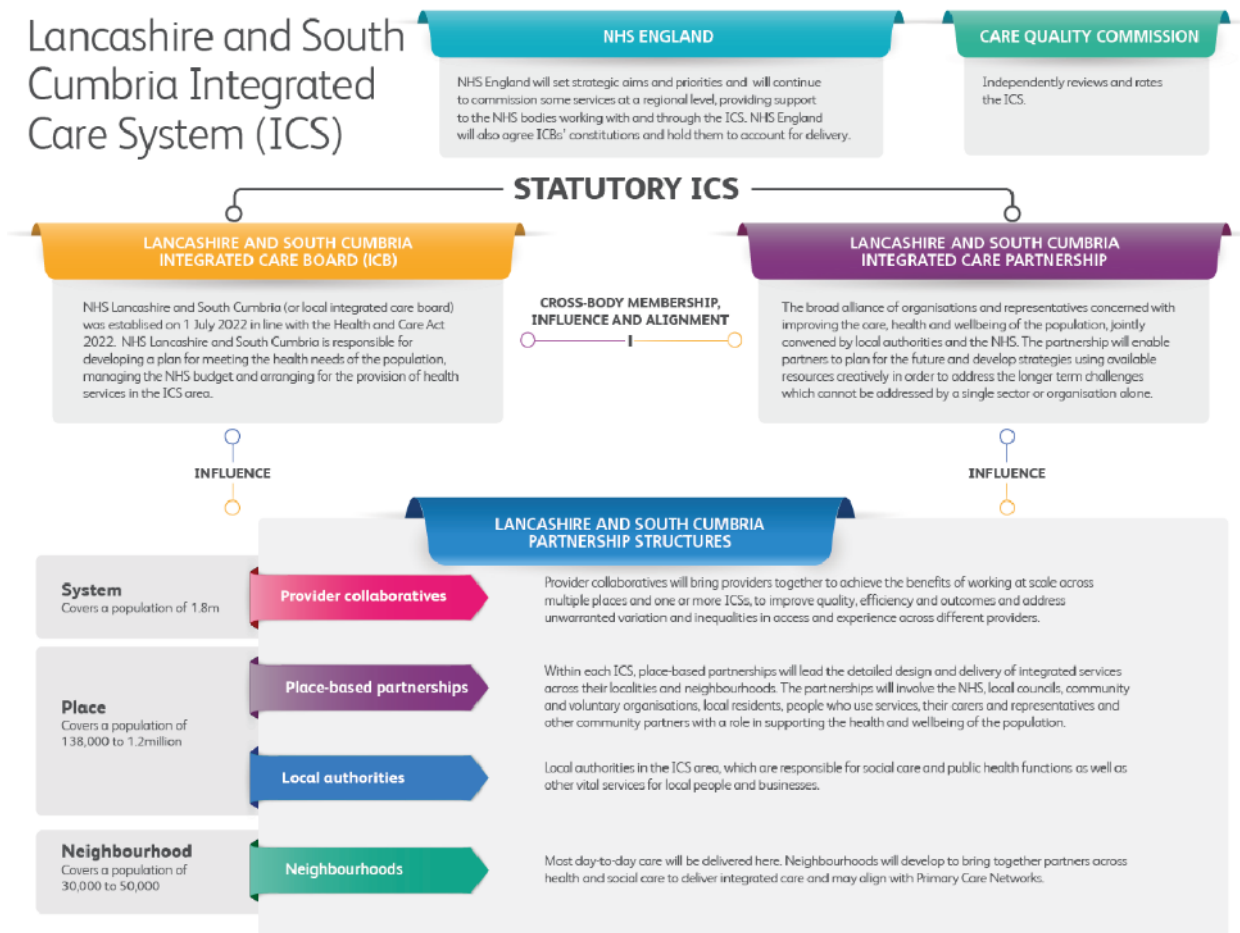 Lancashire and South
Cumbria Integrated
Care System (ICS)
NHS ENGLAND
NHS England will set strategic aims and priorities and will continue
to commission some services at a regional level, providing support
to the NHS bodies working with and through the ICS. NHS England
will also agree ICBs' constitutions and hold them to account for delivery.
CARE QUALITY COMMISSION
Independently reviews and rates
the ICS.
STATUTORY ICS
LANCASHIRE AND SOUTH CUMBRIA
INTEGRATED CARE BOARD (ICB)
NHS Lancashire and South Cumbria (or local integrated care board)
was establised on 1 July 2022 in line with the Health and Care Act
2022. NHS Lancashire and South Cumbria is responsible for
developing a plan for meeting the health needs of the population,
managing the NHS budget and arranging for the provision of health
services in the ICS area.
CROSS-BODY MEMBERSHIP,
INFLUENCE AND ALIGNMENT
LANCASHIRE AND SOUTH CUMBRIA
INTEGRATED CARE PARTNERSHIP
The broad alliance of organisations and representatives concerned with
improving the care, health and wellbeing of the population, jointly
convened by local authorities and the NHS. The partnership will enable
partners to plan for the future and develop strategies using available
resources creatively in order to address the longer term challenges
which cannot be addressed by a single sector or organisation alone.
INFLUENCE
INFLUENCE
LANCASHIRE AND SOUTH CUMBRIA
PARTNERSHIP STRUCTURES
System
Covers a population of 1.8m
Provider collaboratives
Provider collaboratives will bring providers together to achieve the benefits of working at scale across
multiple places and one or more ICSs, to improve quality, efficiency and outcomes and address
unwarranted variation and inequalities in access and experience across different providers.
Place
Covers a population of
138,000 to 1.2million
Place-based partnerships
Within each ICS, place-based partnerships will lead the detailed design and delivery of integrated services
across their localities and neighbourhoods. The partnerships will involve the NHS, local councils, community
and voluntary organisations, local residents, people who use services, their carers and representatives and
other community partners with a role in supporting the health and wellbeing of the population.
Local authorities
Local authorities in the ICS area, which are responsible for social care and public health functions as well as
other vital services for local people and businesses.
Neighbourhood
Covers a population of
30,000 to 50,000
Neighbourhoods
Most day-to-day care will be delivered here. Neighbourhoods will develop to bring together partners across
health and social care to deliver integrated care and may align with Primary Care Networks.